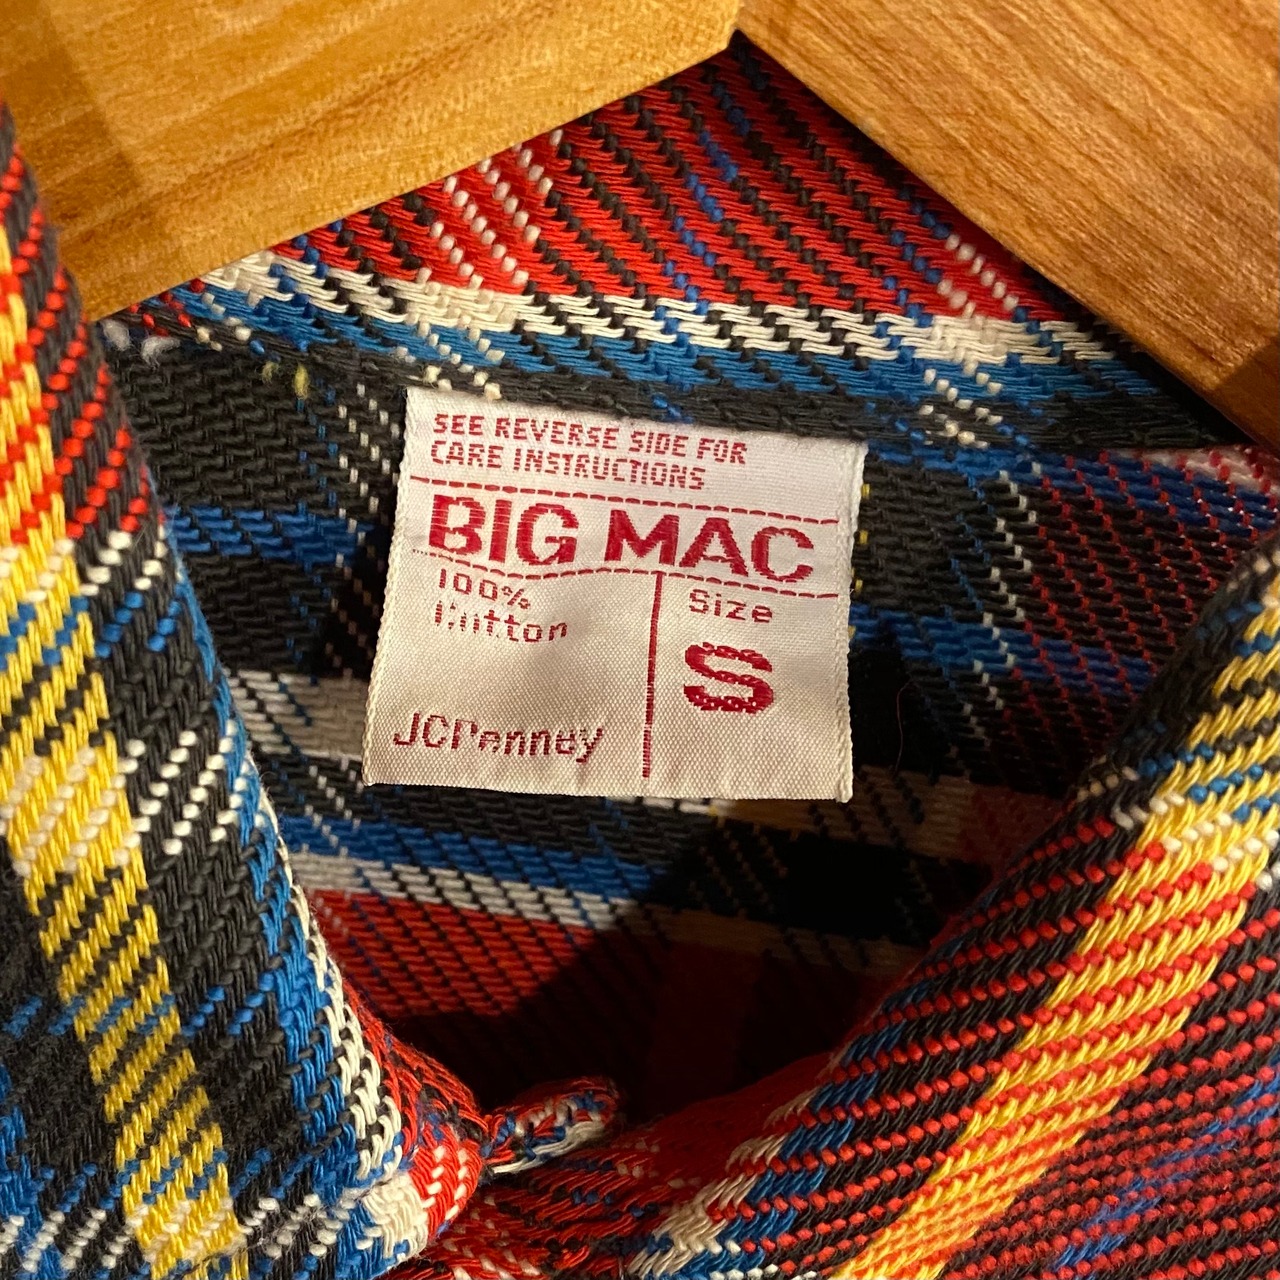 SEE REVERSE SIDE FOR
CARE INSTRUCTIONS
BIG MAC
100%
Cotton
Size
S
JCPenney